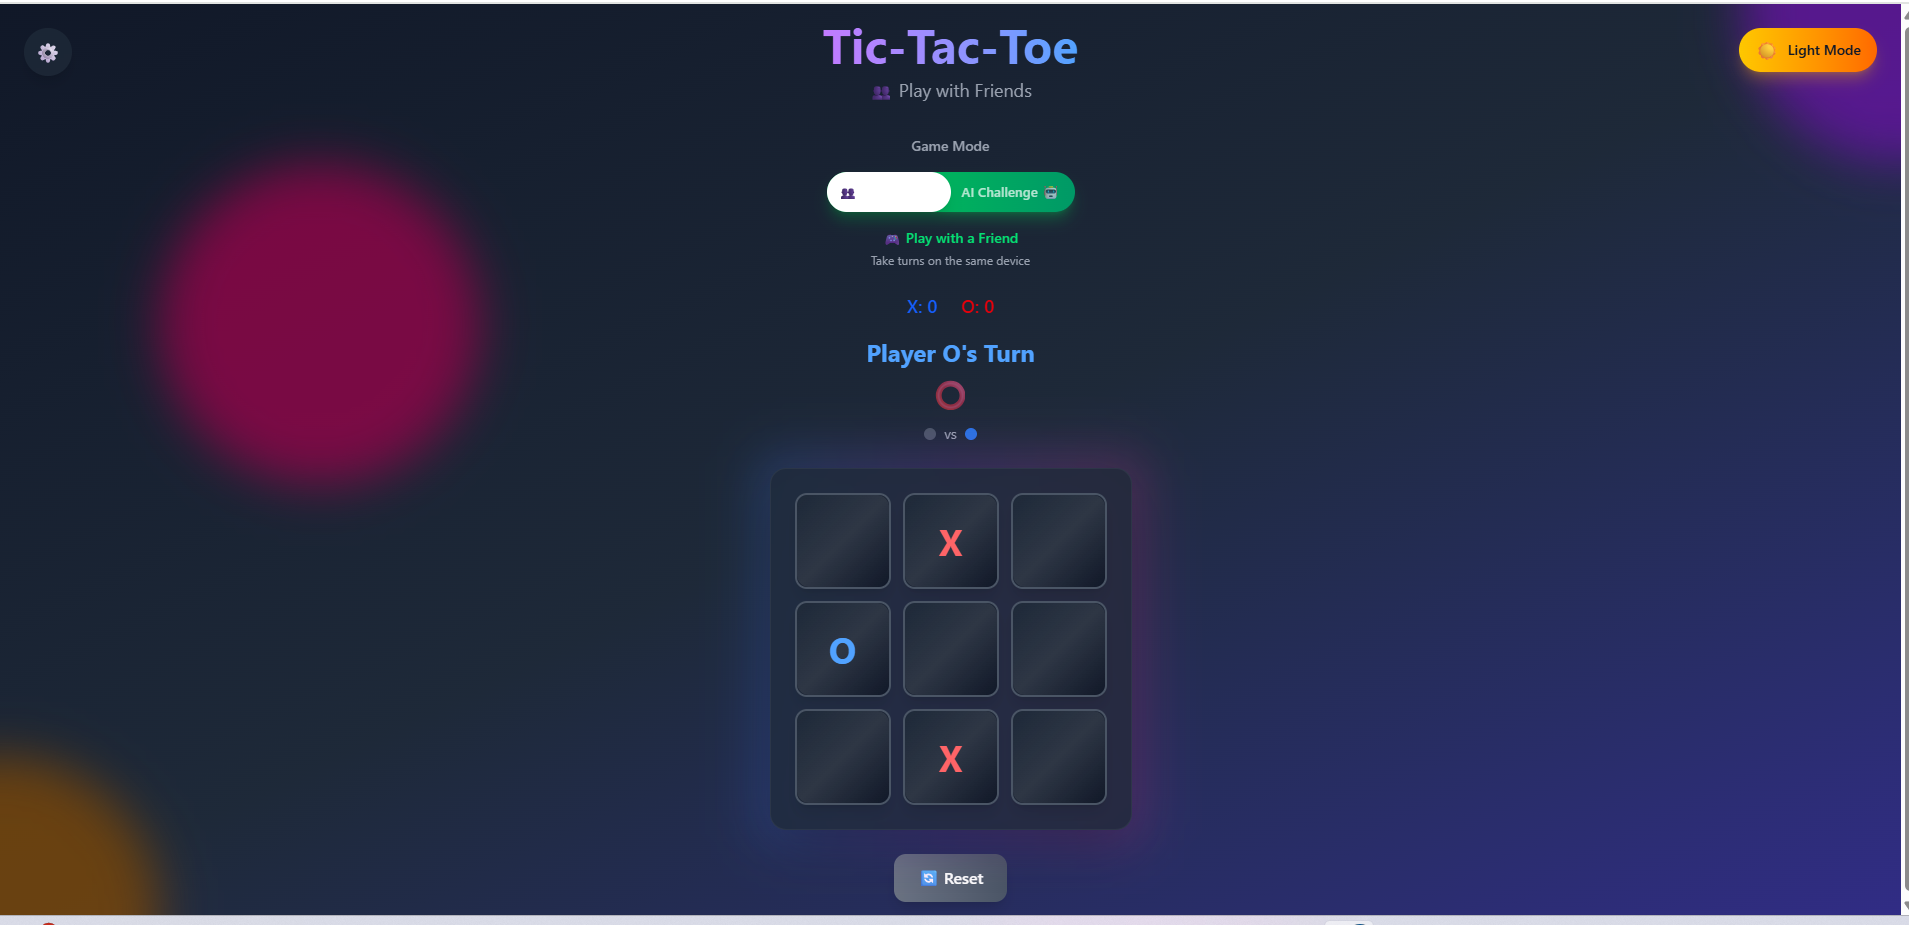 Tic-Tac-Toe
Light Mode
Play with Friends
Game Mode
AI Challenge
Play with a Friend
Take turns on the same device
X: 0 O: 0
Player O's Turn
vs
X
O
X
Reset